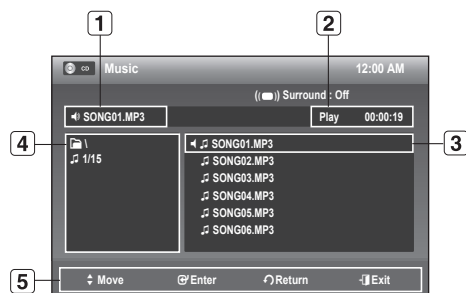 1 2
CD Music 12:00 AM
((▬)) Surround : Off
SONG01.MP3 Play 00:00:19
4 \ SONG01.MP3 3
1/15 SONG02.MP3
SONG03.MP3
SONG04.MP3
SONG05.MP3
SONG06.MP3
5 Move Enter Return Exit